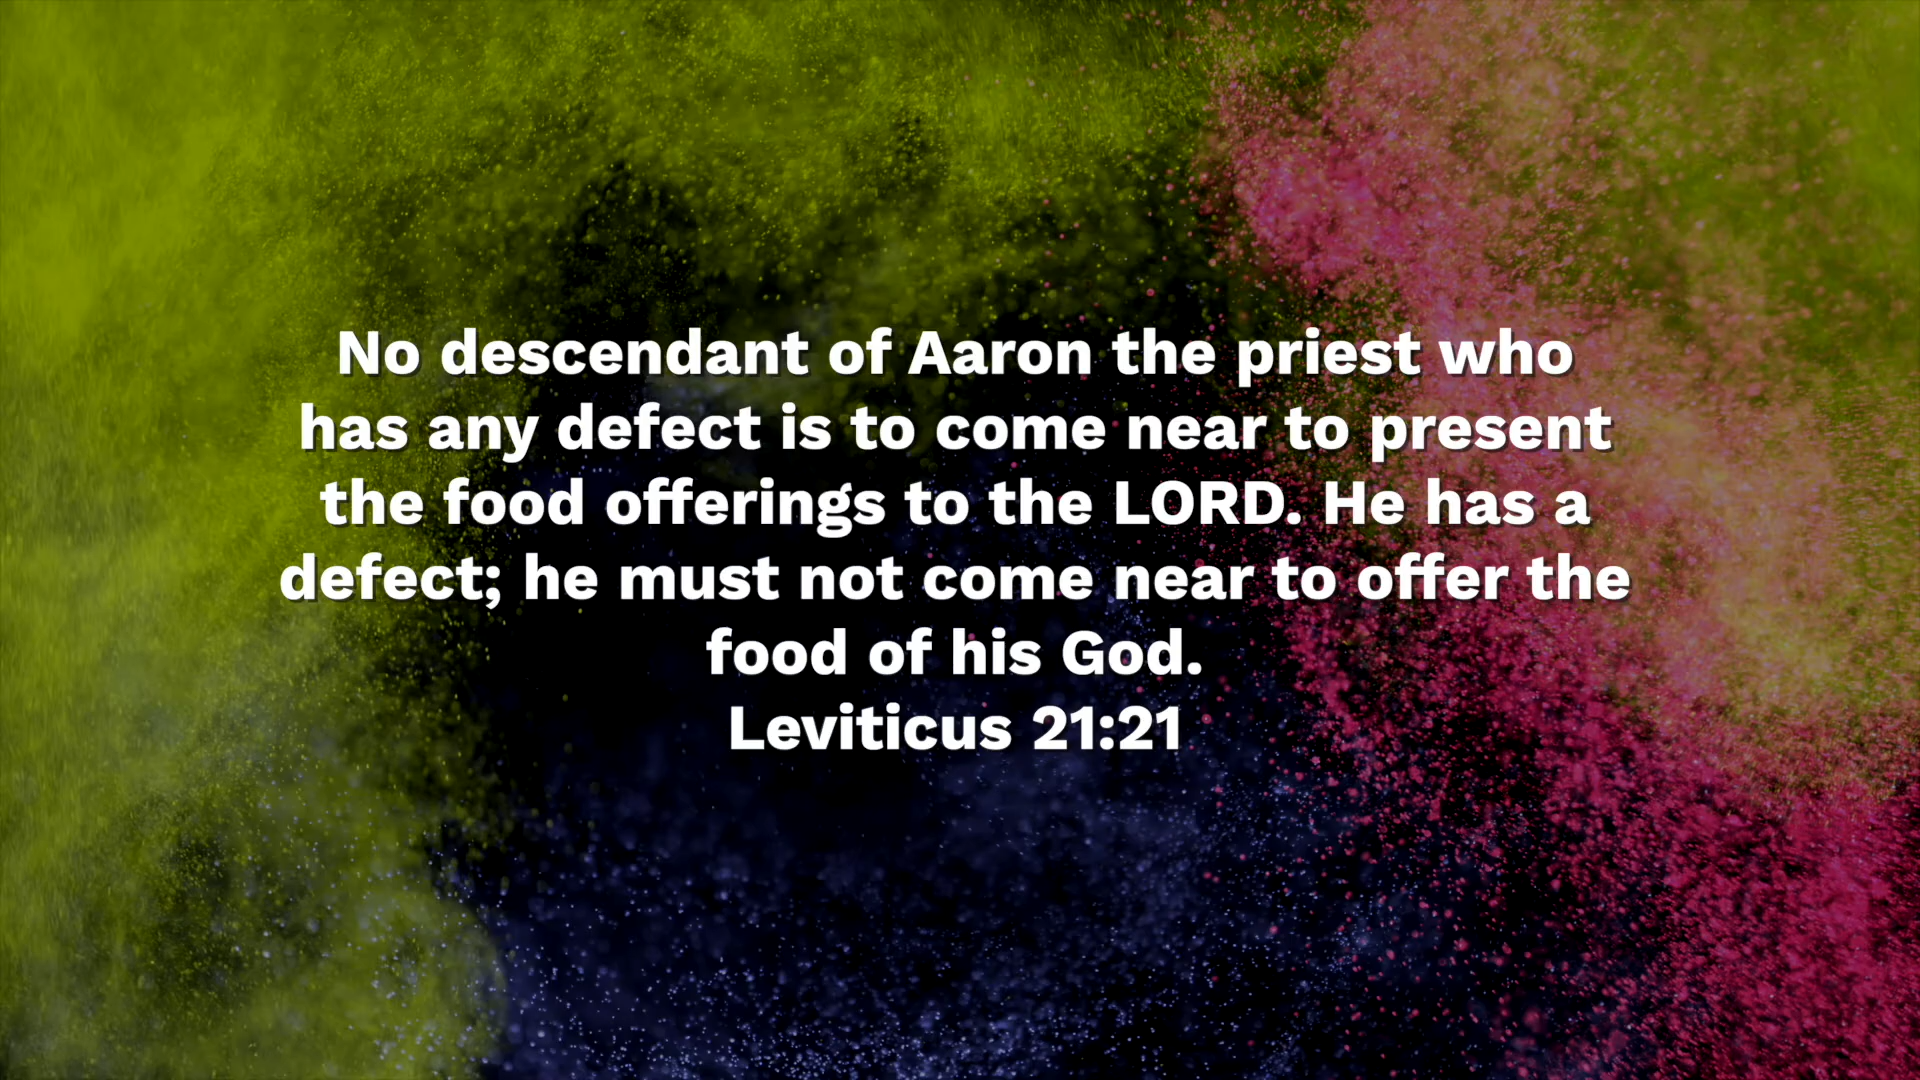 No descendant of Aaron the priest who
has any defect is to come near to present
the food offerings to the LORD. He has a
defect; he must not come near to offer the
food of his God.
Leviticus 21:21